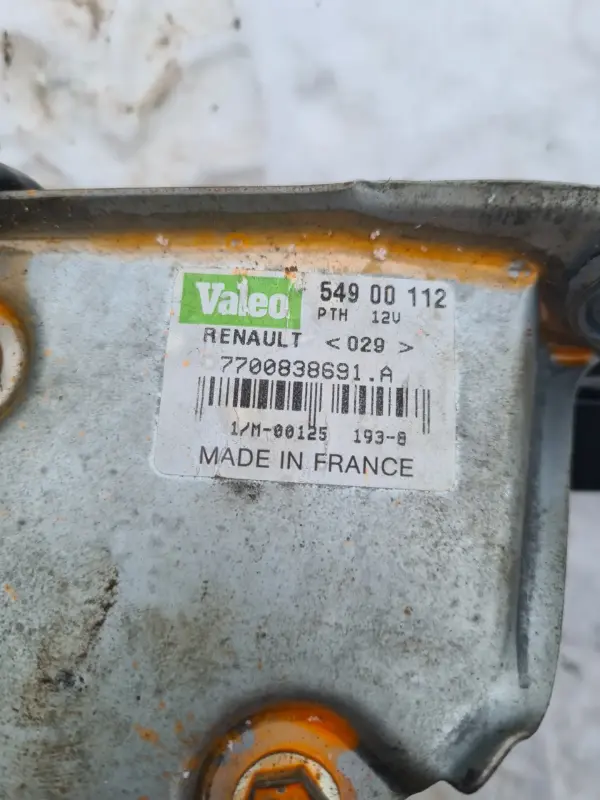 Valeo 549 00 112
PTH 12V
RENAULT <029>
7700838691.A
1/M-00125 193-8
MADE IN FRANCE